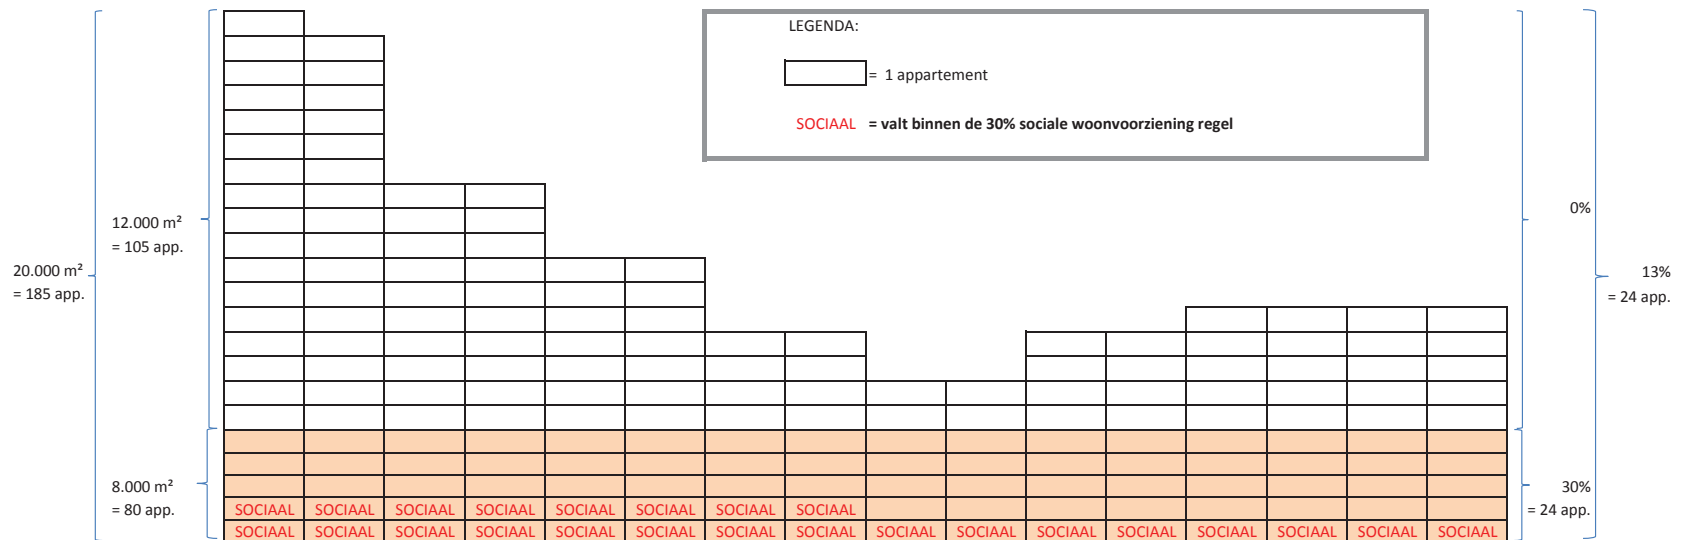 LEGENDA:
= 1 appartement
SOCIAAL = valt binnen de 30% sociale woonvoorziening regel
12.000 m²
= 105 app.
20.000 m²
= 185 app.
8.000 m²
= 80 app.
0%
13%
= 24 app.
30%
= 24 app.
SOCIAAL SOCIAAL SOCIAAL SOCIAAL SOCIAAL SOCIAAL SOCIAAL SOCIAAL
SOCIAAL SOCIAAL SOCIAAL SOCIAAL SOCIAAL SOCIAAL SOCIAAL SOCIAAL SOCIAAL SOCIAAL SOCIAAL SOCIAAL SOCIAAL SOCIAAL SOCIAAL SOCIAAL